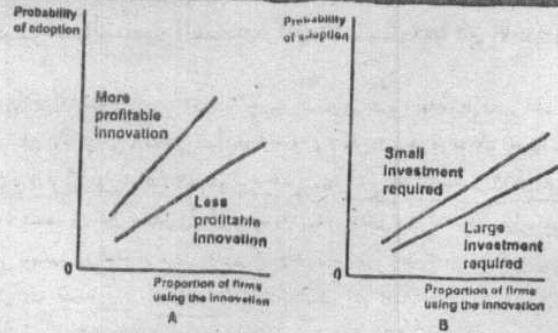 Probability
of adoption
More
profitable
innovation
Less
profitable
innovation
0
Proportion of firms
using the innovation
A
Probability
of adoption
Small
investment
required
Large
investment
required
0
Proportion of firms
using the innovation
B